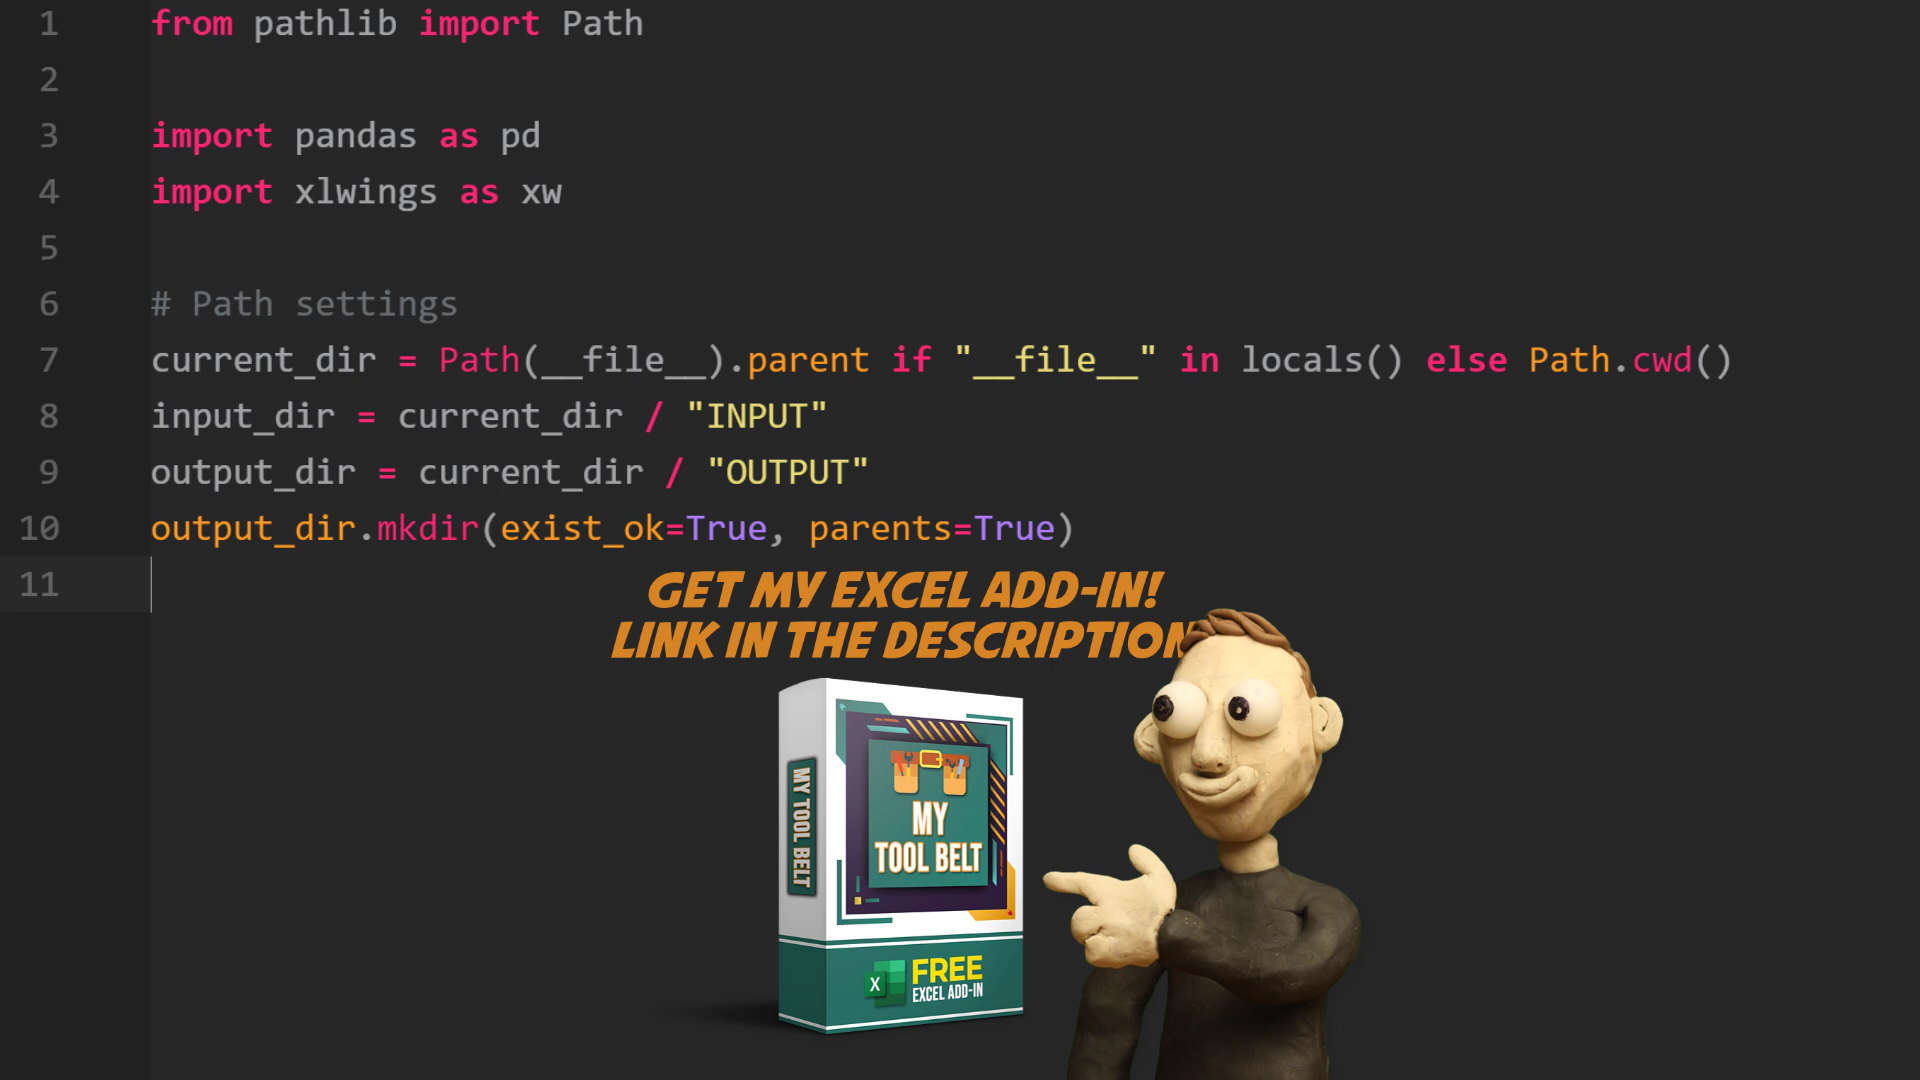 1 from pathlib import Path
2
3 import pandas as pd
4 import xlwings as xw
5
6 # Path settings
7 current_dir = Path(__file__).parent if "__file__" in locals() else Path.cwd()
8 input_dir = current_dir / "INPUT"
9 output_dir = current_dir / "OUTPUT"
10 output_dir.mkdir(exist_ok=True, parents=True)
11
GET MY EXCEL ADD-IN!
LINK IN THE DESCRIPTION
MY TOOL BELT
MY
TOOL BELT
X
FREE
EXCEL ADD-IN